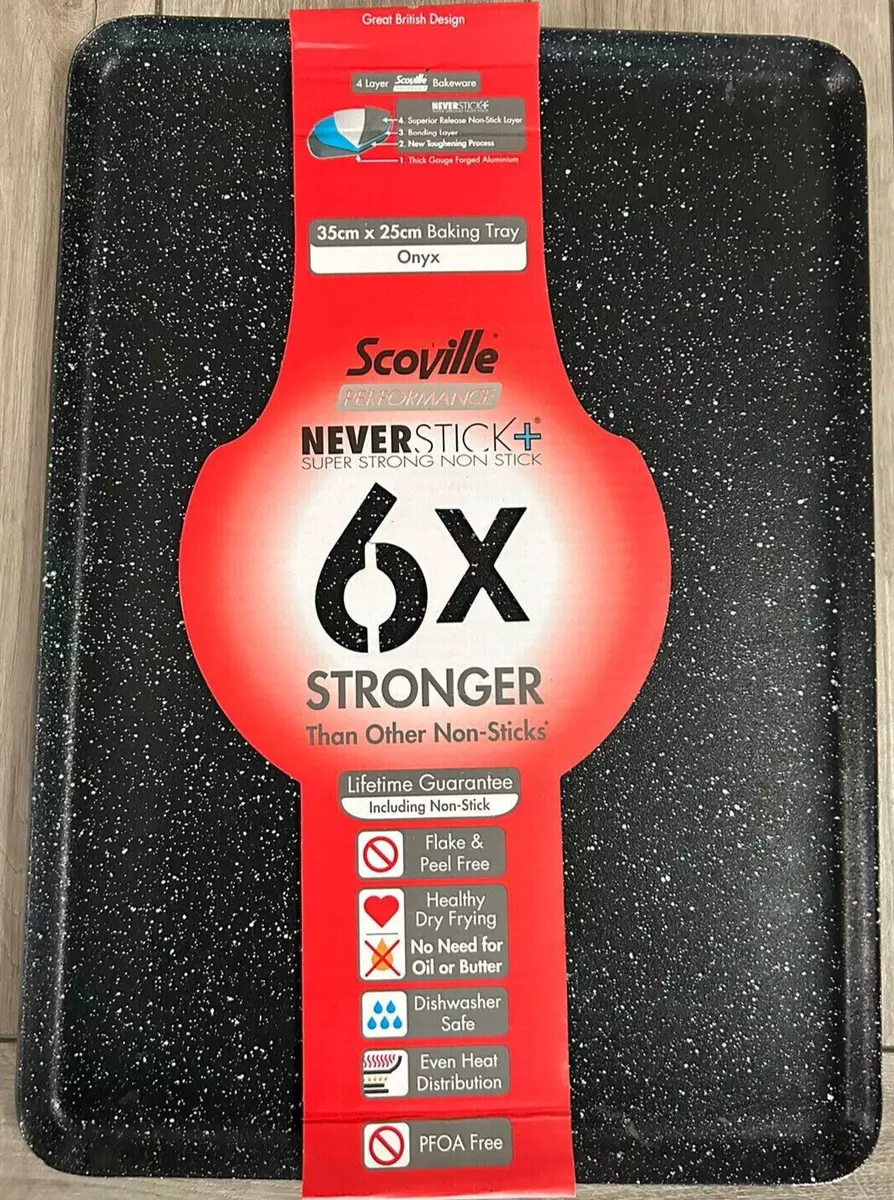 Great British Design
4 Layer Scoville Bakeware
NEVERSTICK+
4. Superior Release Non-Stick Layer
3. Bonding Layer
2. New Toughening Process
1. Thick Gauge Forged Aluminium
35cm x 25cm Baking Tray
Onyx
Scoville®
PERFORMANCE
NEVERSTICK+®
SUPER STRONG NON STICK
6X
STRONGER
Than Other Non-Sticks*
Lifetime Guarantee
Including Non-Stick
Flake &
Peel Free
Healthy
Dry Frying
No Need for
Oil or Butter
Dishwasher
Safe
Even Heat
Distribution
PFOA Free